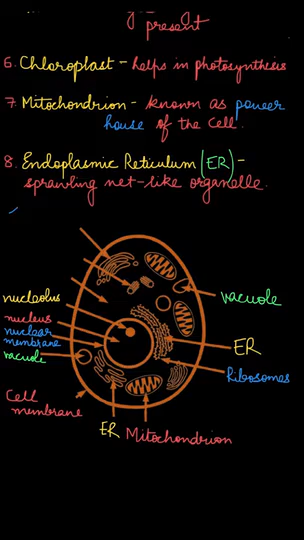 present
6. Chloroplast - helps in photosynthesis
7. Mitochondrion - known as power
house of the cell.
8. Endoplasmic Reticulum (ER) -
sprawling net-like organelle.
nucleolus
nucleus
nuclear
membrane
vacuole
Cell
membrane
ER
Mitochondrion
vacuole
ER
Ribosomes